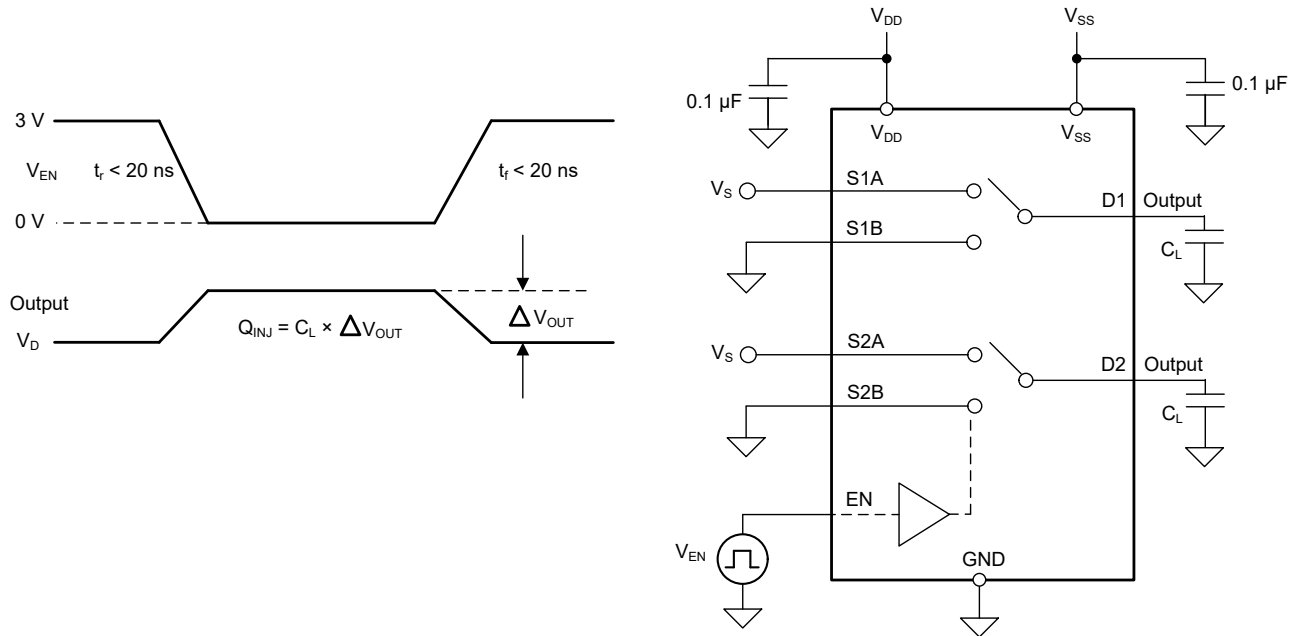 3 V
V_EN
t_r < 20 ns
t_f < 20 ns
0 V
Output
V_D
Q_INJ = C_L × Δ V_OUT
Δ V_OUT
V_DD
V_SS
0.1 µF
0.1 µF
V_DD
V_SS
V_S
S1A
D1
Output
S1B
C_L
V_S
S2A
D2
Output
S2B
C_L
EN
V_EN
GND